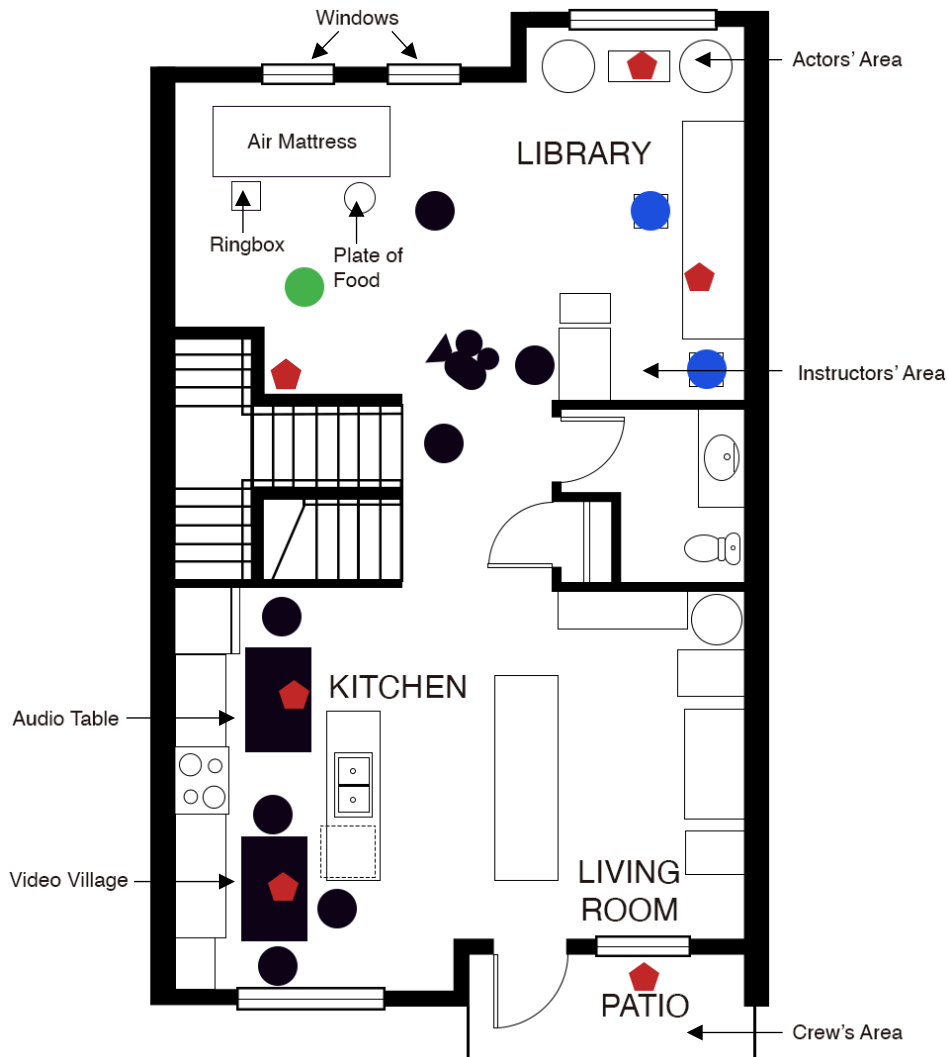 Windows
Actors' Area
Air Mattress
LIBRARY
Ringbox
Plate of
Food
Instructors' Area
KITCHEN
Audio Table
Video Village
LIVING
ROOM
PATIO
Crew's Area